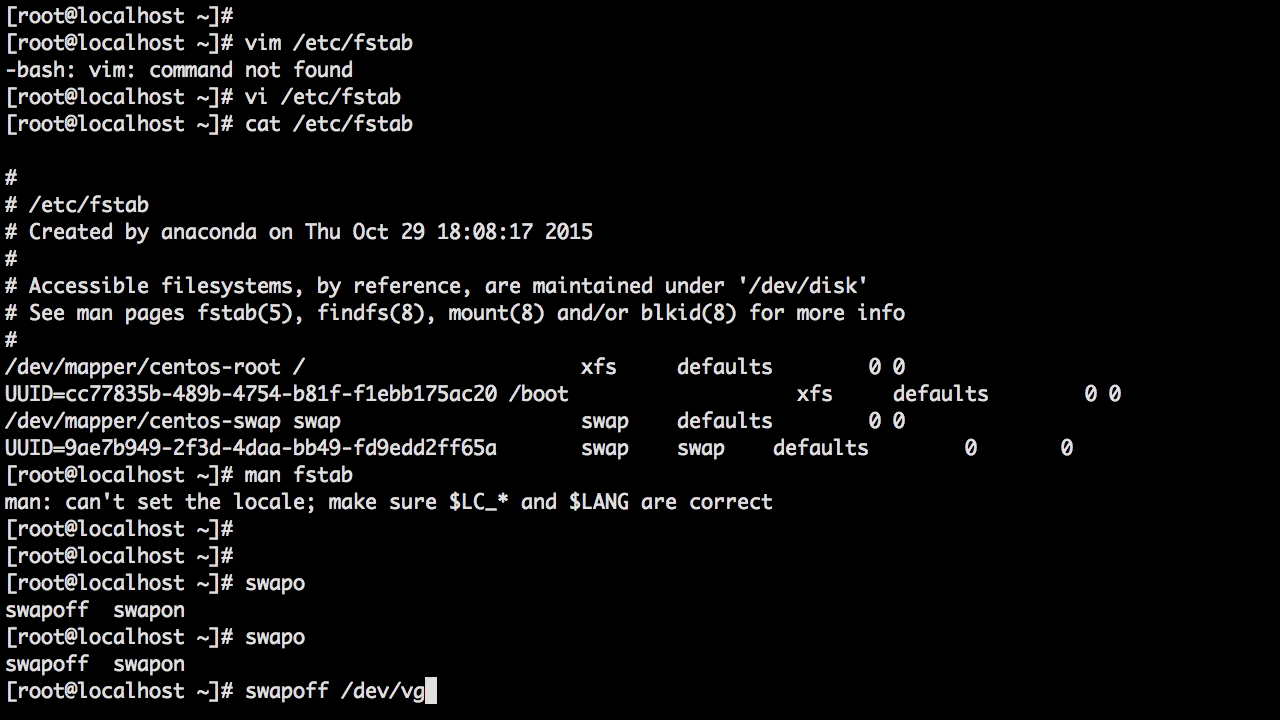 [root@localhost ~]#
[root@localhost ~]# vim /etc/fstab
-bash: vim: command not found
[root@localhost ~]# vi /etc/fstab
[root@localhost ~]# cat /etc/fstab
#
# /etc/fstab
# Created by anaconda on Thu Oct 29 18:08:17 2015
#
# Accessible filesystems, by reference, are maintained under '/dev/disk'
# See man pages fstab(5), findfs(8), mount(8) and/or blkid(8) for more info
#
/dev/mapper/centos-root / xfs defaults 0 0
UUID=cc77835b-489b-4754-b81f-f1ebb175ac20 /boot xfs defaults 0 0
/dev/mapper/centos-swap swap swap defaults 0 0
UUID=9ae7b949-2f3d-4daa-bb49-fd9edd2ff65a swap swap defaults 0 0
[root@localhost ~]# man fstab
man: can't set the locale; make sure $LC_* and $LANG are correct
[root@localhost ~]#
[root@localhost ~]#
[root@localhost ~]# swapo
swapoff swapon
[root@localhost ~]# swapo
swapoff swapon
[root@localhost ~]# swapoff /dev/vg